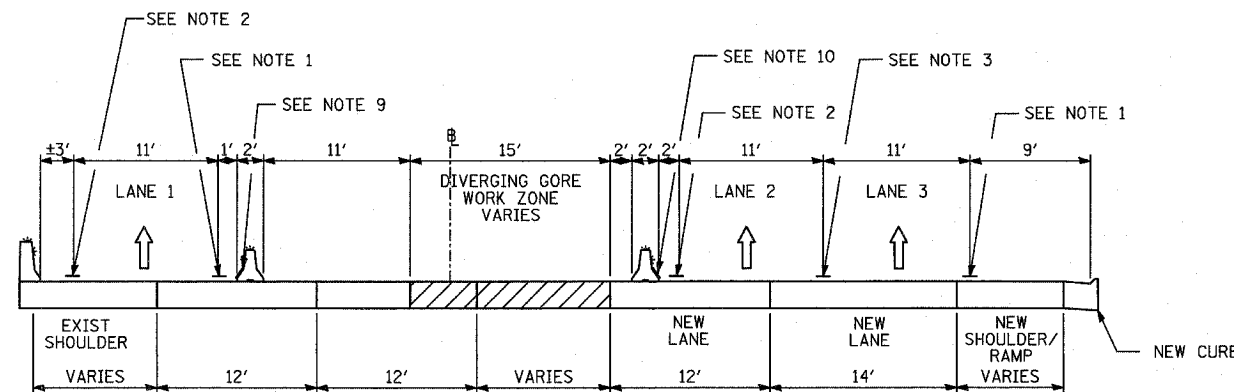 SEE NOTE 2
SEE NOTE 1
SEE NOTE 9
SEE NOTE 10
SEE NOTE 2
SEE NOTE 3
SEE NOTE 1
±3' 11' 1' 2' 11' 15' 2' 2' 2' 11' 11' 9'
LANE 1
DIVERGING GORE
WORK ZONE
VARIES
LANE 2
LANE 3
EXIST
SHOULDER
NEW
LANE
NEW
LANE
NEW
SHOULDER/
RAMP
NEW CURB
VARIES 12' 12' VARIES 12' 14' VARIES